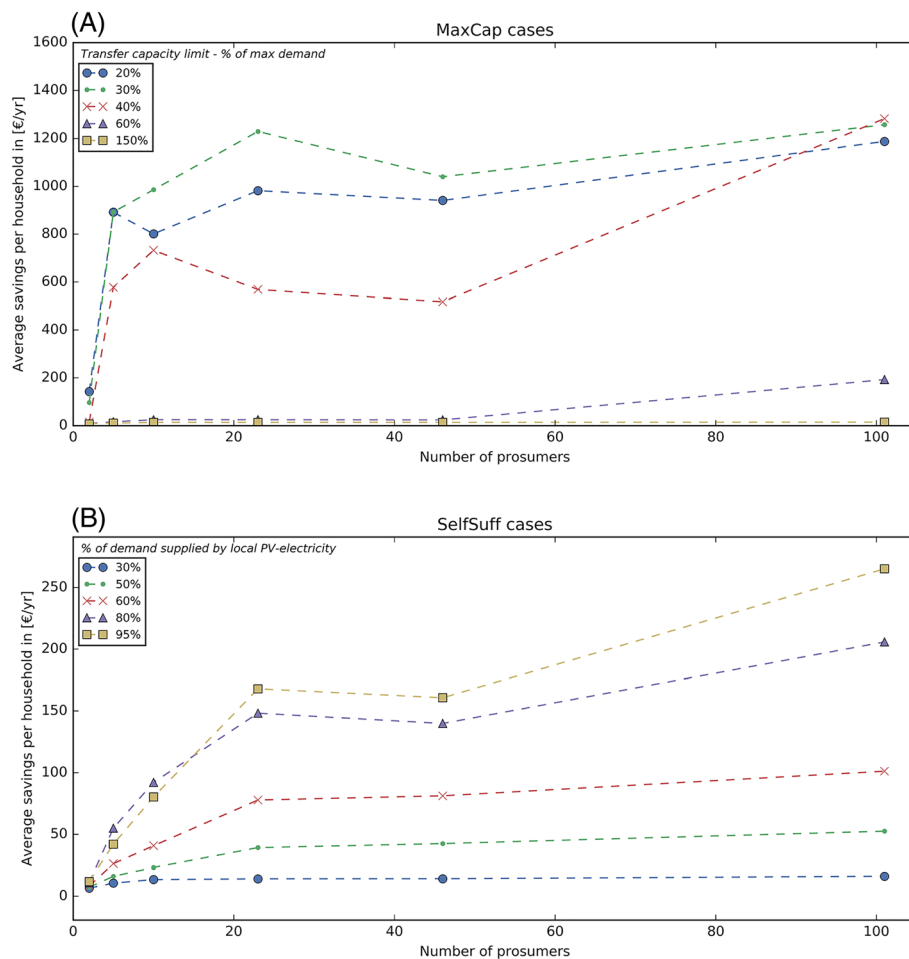 (A)
MaxCap cases
Transfer capacity limit - % of max demand
20%
30%
40%
60%
150%
1600
1400
1200
1000
800
600
400
200
0
Average savings per household in [€/yr]
0 20 40 60 80 100
Number of prosumers
(B)
SelfSuff cases
% of demand supplied by local PV-electricity
30%
50%
60%
80%
95%
250
200
150
100
50
0
Average savings per household in [€/yr]
0 20 40 60 80 100
Number of prosumers